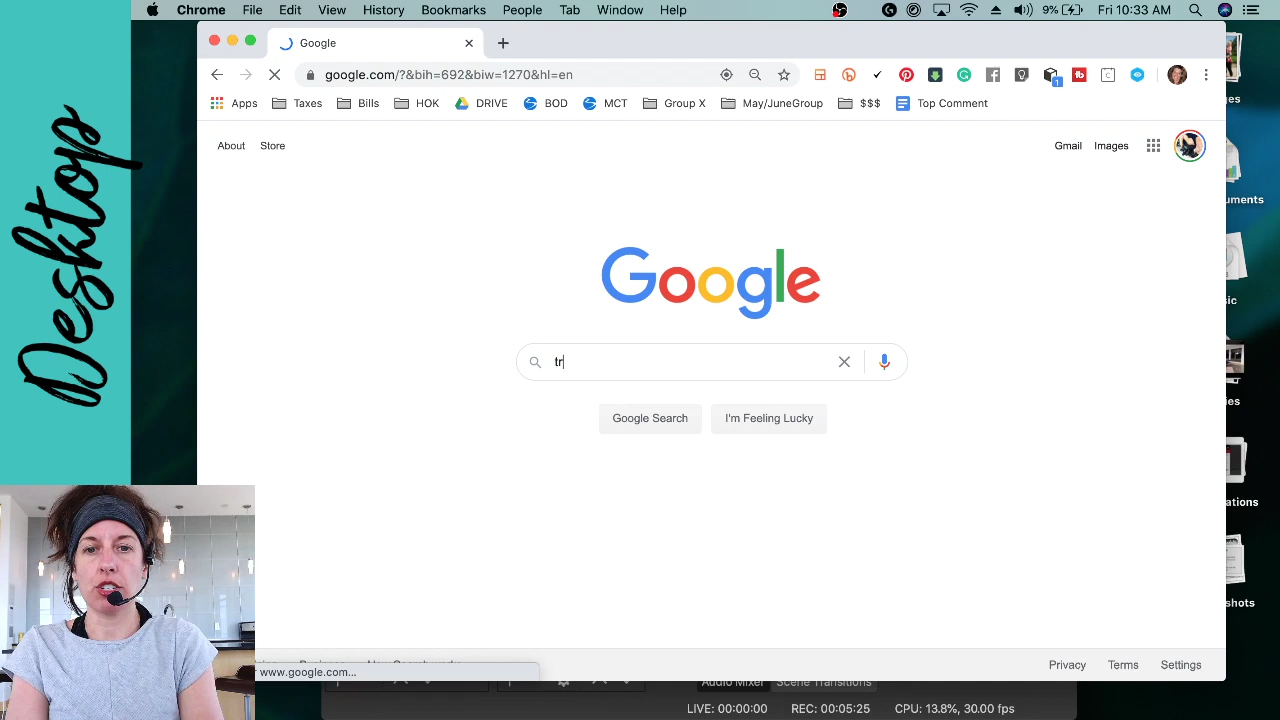 Chrome File Edit View History Bookmarks People Tab Window Help 9% Fri 10:33 AM
Google
google.com/?&bih=692&biw=1270&hl=en
Apps Taxes Bills HOK DRIVE BOD MCT Group X May/JuneGroup $$$ Top Comment
1
About Store Gmail Images
Desktop
Google
tr
Google Search I'm Feeling Lucky
Privacy Terms Settings
www.google.com...
Audio Mixer Scene Transitions
LIVE: 00:00:00 REC: 00:05:25 CPU: 13.8%, 30.00 fps